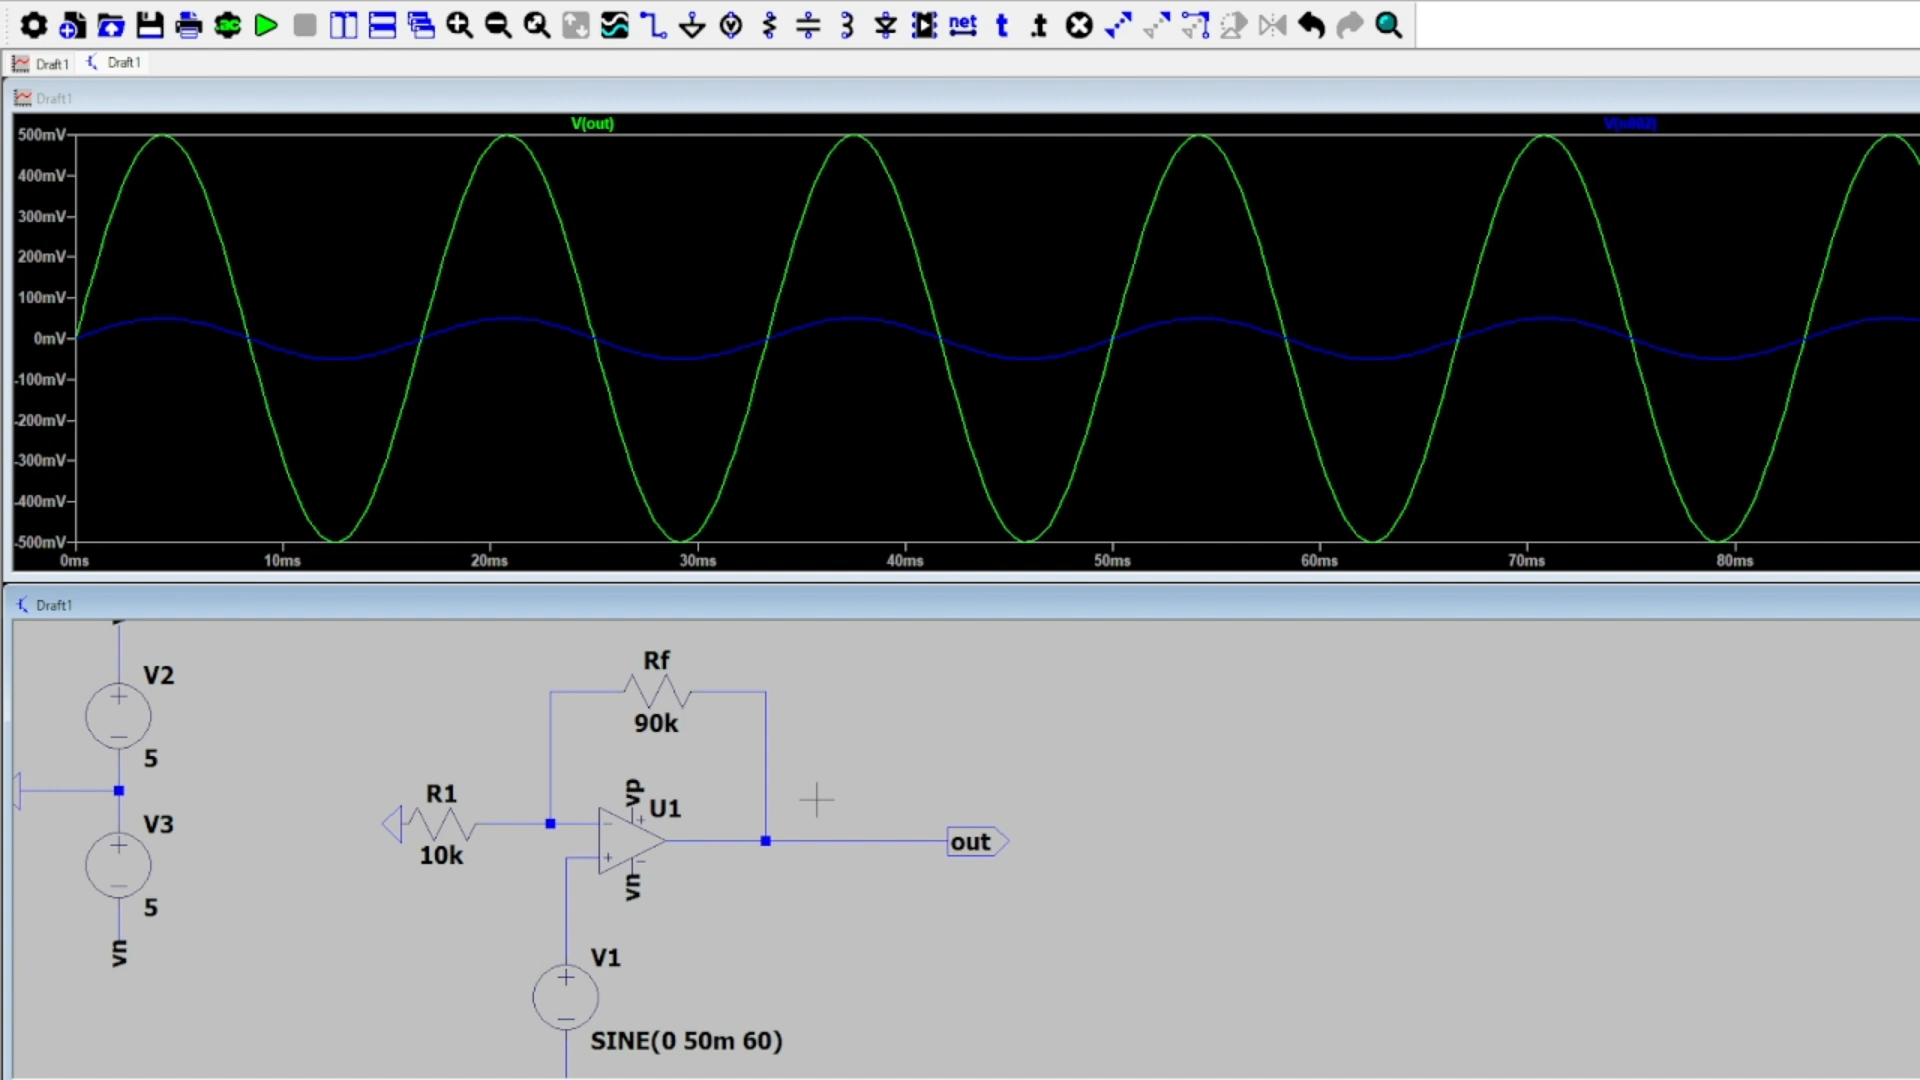 net
t
.t
Draft1
Draft1
Draft1
V(out)
500mV
400mV
300mV
200mV
100mV
0mV
-100mV
-200mV
-300mV
-400mV
-500mV
0ms
10ms
20ms
30ms
40ms
50ms
60ms
70ms
80ms
Draft1
V2
5
V3
5
vn
Rf
90k
R1
10k
vp
U1
vn
out
V1
SINE(0 50m 60)